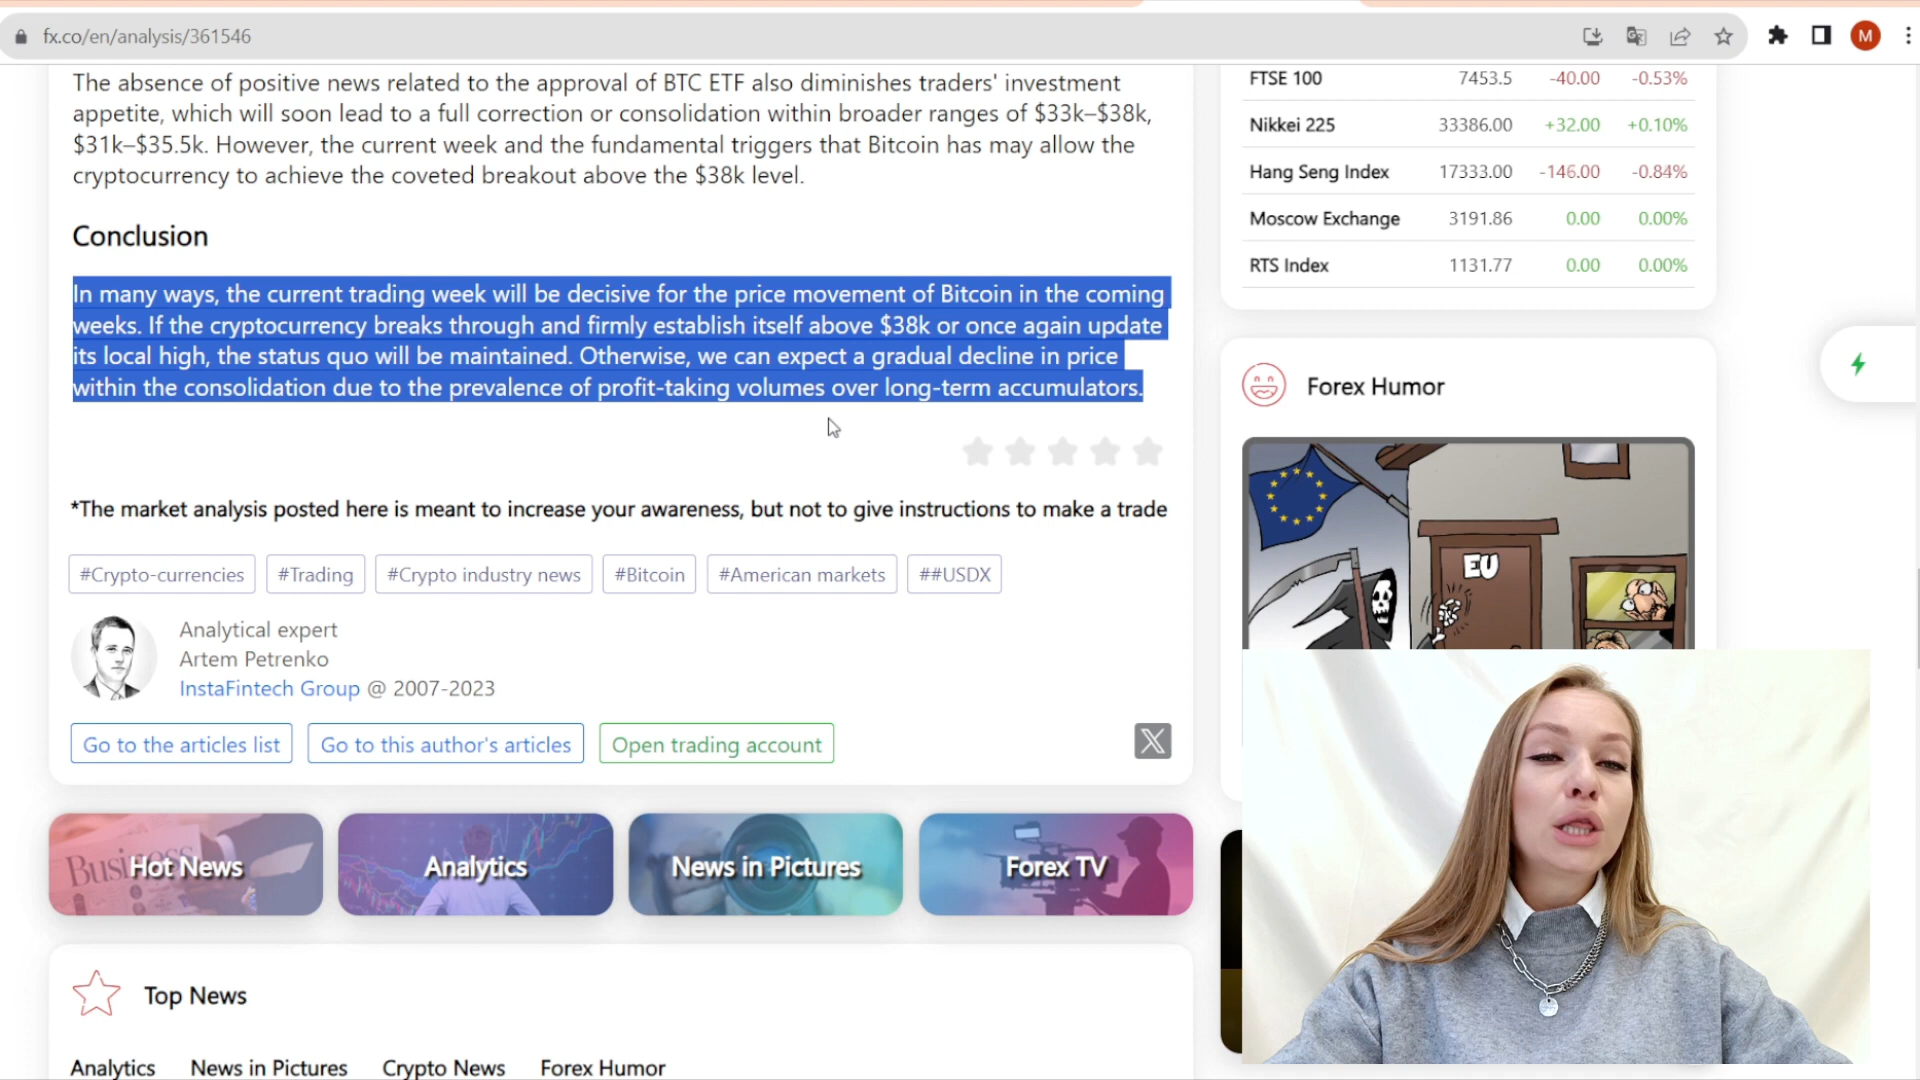 fx.co/en/analysis/361546
M
The absence of positive news related to the approval of BTC ETF also diminishes traders' investment
appetite, which will soon lead to a full correction or consolidation within broader ranges of $33k–$38k,
$31k–$35.5k. However, the current week and the fundamental triggers that Bitcoin has may allow the
cryptocurrency to achieve the coveted breakout above the $38k level.
Conclusion
In many ways, the current trading week will be decisive for the price movement of Bitcoin in the coming
weeks. If the cryptocurrency breaks through and firmly establish itself above $38k or once again update
its local high, the status quo will be maintained. Otherwise, we can expect a gradual decline in price
within the consolidation due to the prevalence of profit-taking volumes over long-term accumulators.
*The market analysis posted here is meant to increase your awareness, but not to give instructions to make a trade
#Crypto-currencies #Trading #Crypto industry news #Bitcoin #American markets ##USDX
Analytical expert
Artem Petrenko
InstaFintech Group @ 2007-2023
Go to the articles list Go to this author's articles Open trading account X
Business
Hot News Analytics News in Pictures Forex TV
Top News
Analytics News in Pictures Crypto News Forex Humor
FTSE 100 7453.5 -40.00 -0.53%
Nikkei 225 33386.00 +32.00 +0.10%
Hang Seng Index 17333.00 -146.00 -0.84%
Moscow Exchange 3191.86 0.00 0.00%
RTS Index 1131.77 0.00 0.00%
Forex Humor
EU